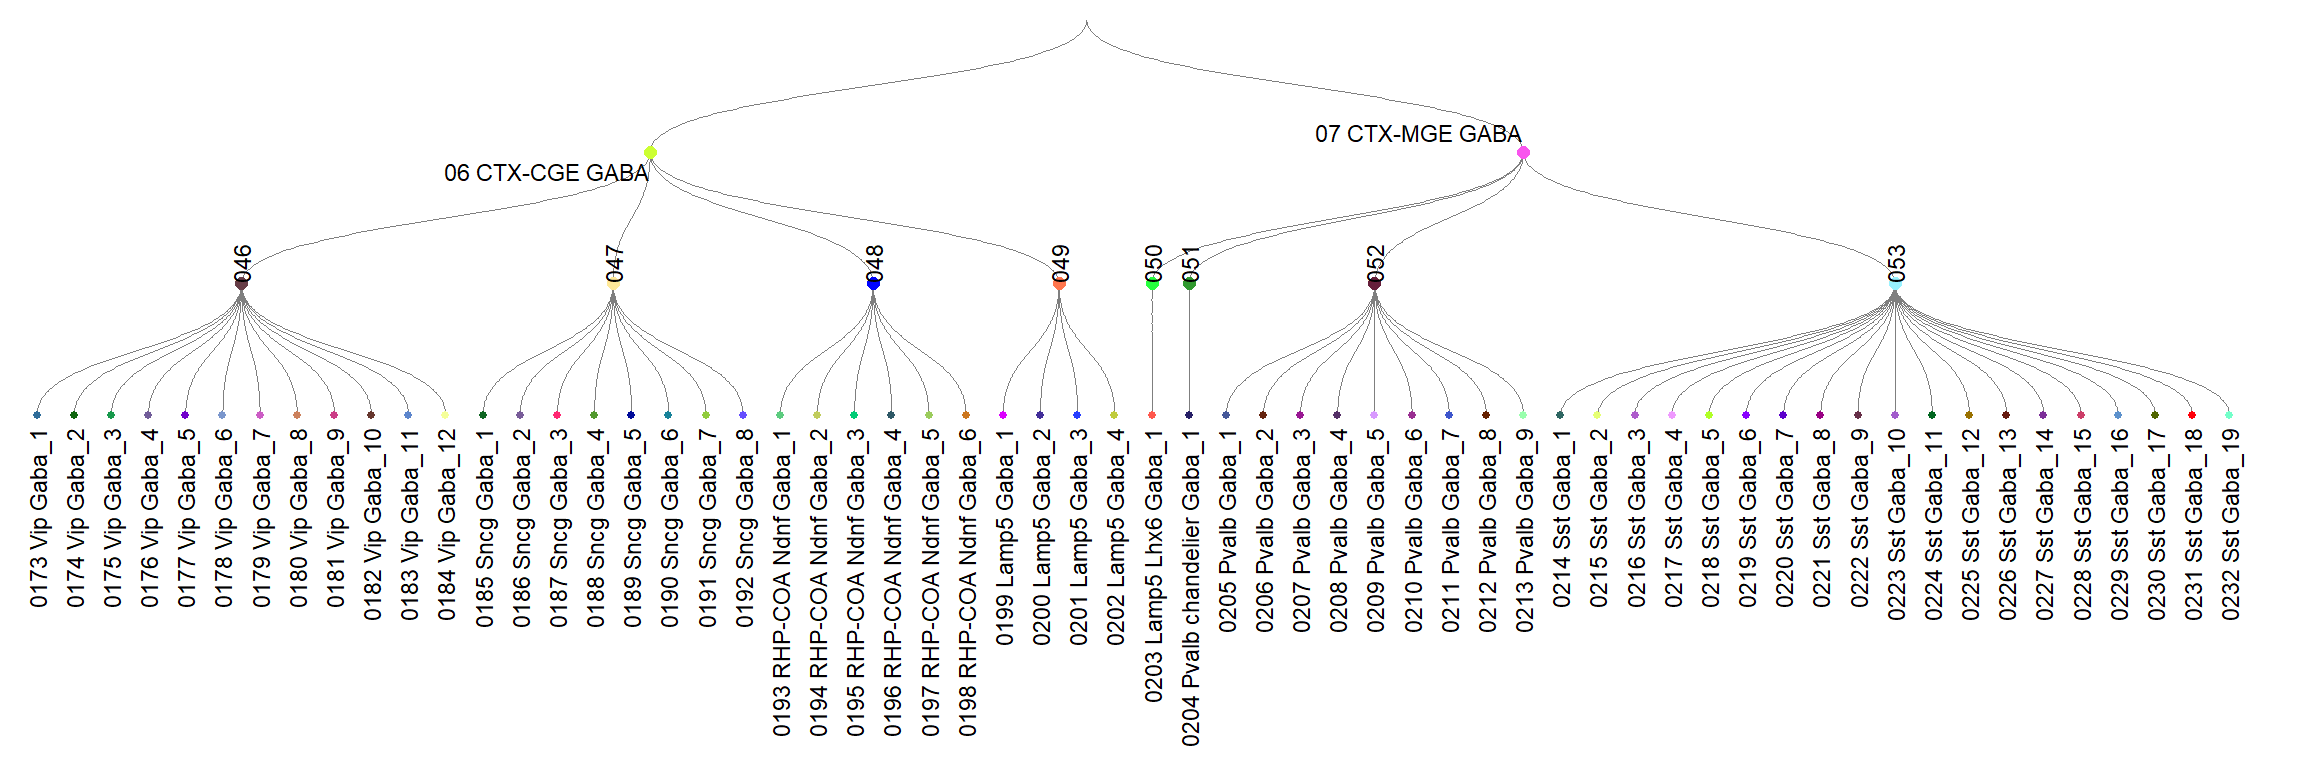 07 CTX-MGE GABA
06 CTX-CGE GABA
046
047
048
049
050
051
052
053
0173 Vip Gaba_1
0174 Vip Gaba_2
0175 Vip Gaba_3
0176 Vip Gaba_4
0177 Vip Gaba_5
0178 Vip Gaba_6
0179 Vip Gaba_7
0180 Vip Gaba_8
0181 Vip Gaba_9
0182 Vip Gaba_10
0183 Vip Gaba_11
0184 Vip Gaba_12
0185 Sncg Gaba_1
0186 Sncg Gaba_2
0187 Sncg Gaba_3
0188 Sncg Gaba_4
0189 Sncg Gaba_5
0190 Sncg Gaba_6
0191 Sncg Gaba_7
0192 Sncg Gaba_8
0193 RHP-COA Ndnf Gaba_1
0194 RHP-COA Ndnf Gaba_2
0195 RHP-COA Ndnf Gaba_3
0196 RHP-COA Ndnf Gaba_4
0197 RHP-COA Ndnf Gaba_5
0198 RHP-COA Ndnf Gaba_6
0199 Lamp5 Gaba_1
0200 Lamp5 Gaba_2
0201 Lamp5 Gaba_3
0202 Lamp5 Gaba_4
0203 Lamp5 Lhx6 Gaba_1
0204 Pvalb chandelier Gaba_1
0205 Pvalb Gaba_1
0206 Pvalb Gaba_2
0207 Pvalb Gaba_3
0208 Pvalb Gaba_4
0209 Pvalb Gaba_5
0210 Pvalb Gaba_6
0211 Pvalb Gaba_7
0212 Pvalb Gaba_8
0213 Pvalb Gaba_9
0214 Sst Gaba_1
0215 Sst Gaba_2
0216 Sst Gaba_3
0217 Sst Gaba_4
0218 Sst Gaba_5
0219 Sst Gaba_6
0220 Sst Gaba_7
0221 Sst Gaba_8
0222 Sst Gaba_9
0223 Sst Gaba_10
0224 Sst Gaba_11
0225 Sst Gaba_12
0226 Sst Gaba_13
0227 Sst Gaba_14
0228 Sst Gaba_15
0229 Sst Gaba_16
0230 Sst Gaba_17
0231 Sst Gaba_18
0232 Sst Gaba_19